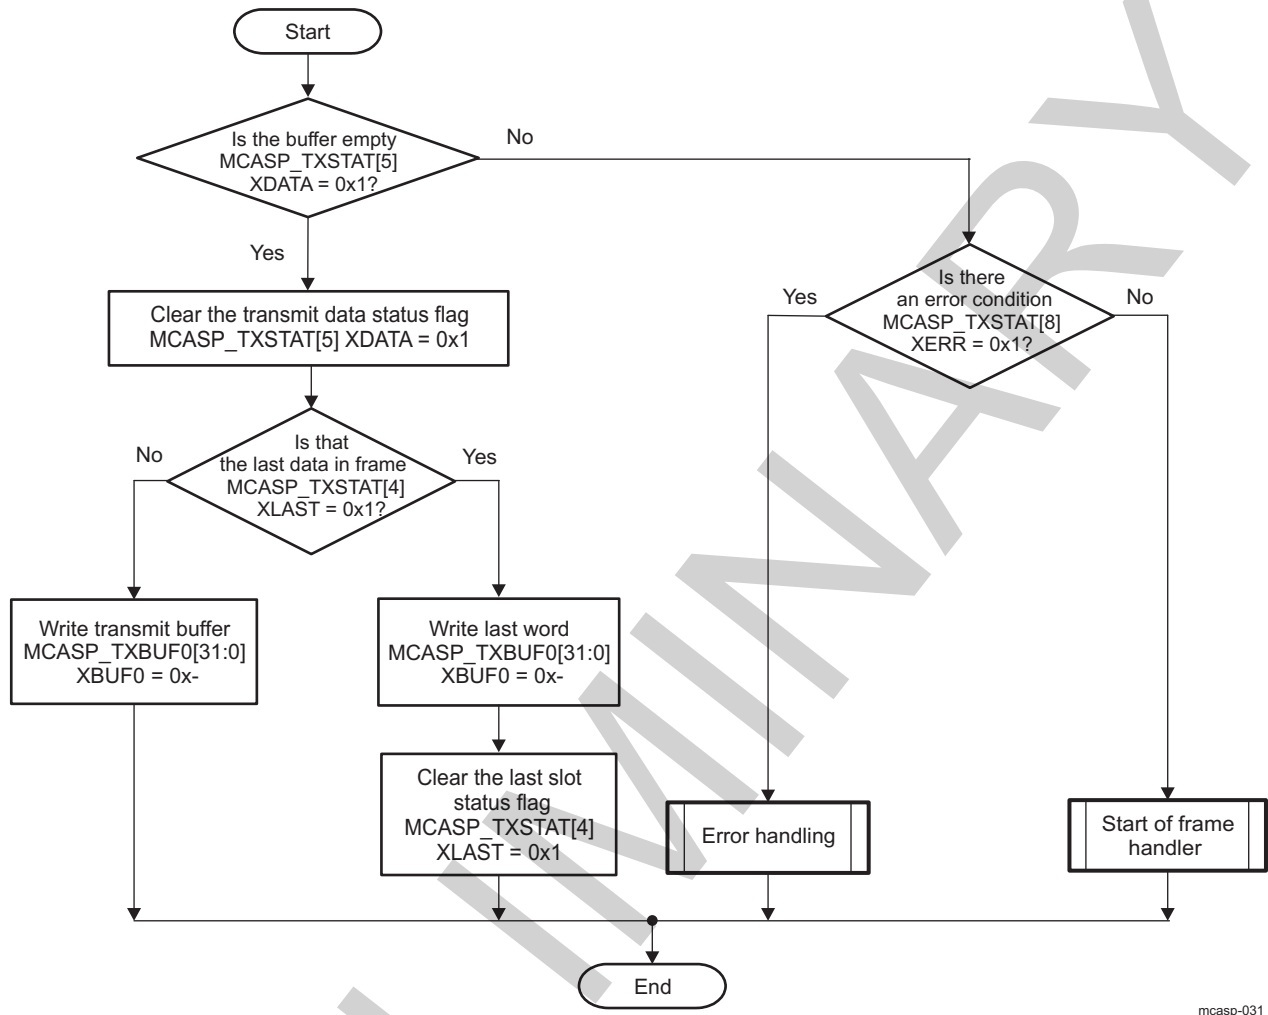 Start
Is the buffer empty
MCASP_TXSTAT[5]
XDATA = 0x1?
No
Yes
Clear the transmit data status flag
MCASP_TXSTAT[5] XDATA = 0x1
Is there
an error condition
MCASP_TXSTAT[8]
XERR = 0x1?
Yes
No
Is that
the last data in frame
MCASP_TXSTAT[4]
XLAST = 0x1?
No
Yes
Write transmit buffer
MCASP_TXBUF0[31:0]
XBUF0 = 0x-
Write last word
MCASP_TXBUF0[31:0]
XBUF0 = 0x-
Clear the last slot
status flag
MCASP_TXSTAT[4]
XLAST = 0x1
Error handling
Start of frame
handler
End
mcasp-031
IMINARY